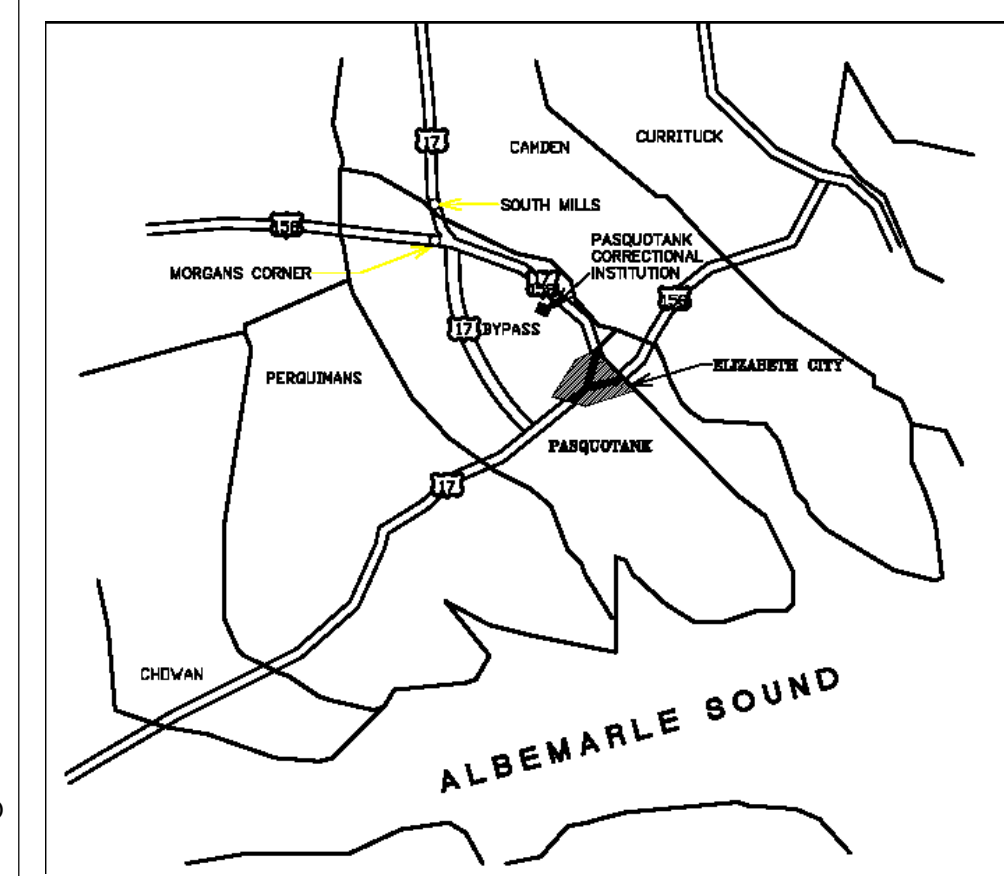 17
CAMDEN
CURRITUCK
SOUTH MILLS
158
PASQUOTANK
CORRECTIONAL
INSTITUTION
MORGANS CORNER
17
158
158
17 BYPASS
ELIZABETH CITY
PERQUIMANS
PASQUOTANK
17
CHOWAN
ALBEMARLE SOUND